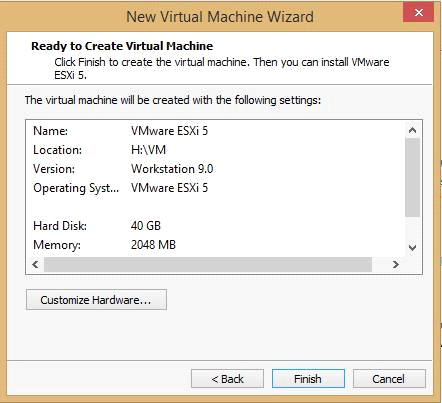 New Virtual Machine Wizard
Ready to Create Virtual Machine
Click Finish to create the virtual machine. Then you can install VMware
ESXi 5.
The virtual machine will be created with the following settings:
Name: VMware ESXi 5
Location: H:\VM
Version: Workstation 9.0
Operating Syst... VMware ESXi 5
Hard Disk: 40 GB
Memory: 2048 MB
Customize Hardware...
< Back Finish Cancel